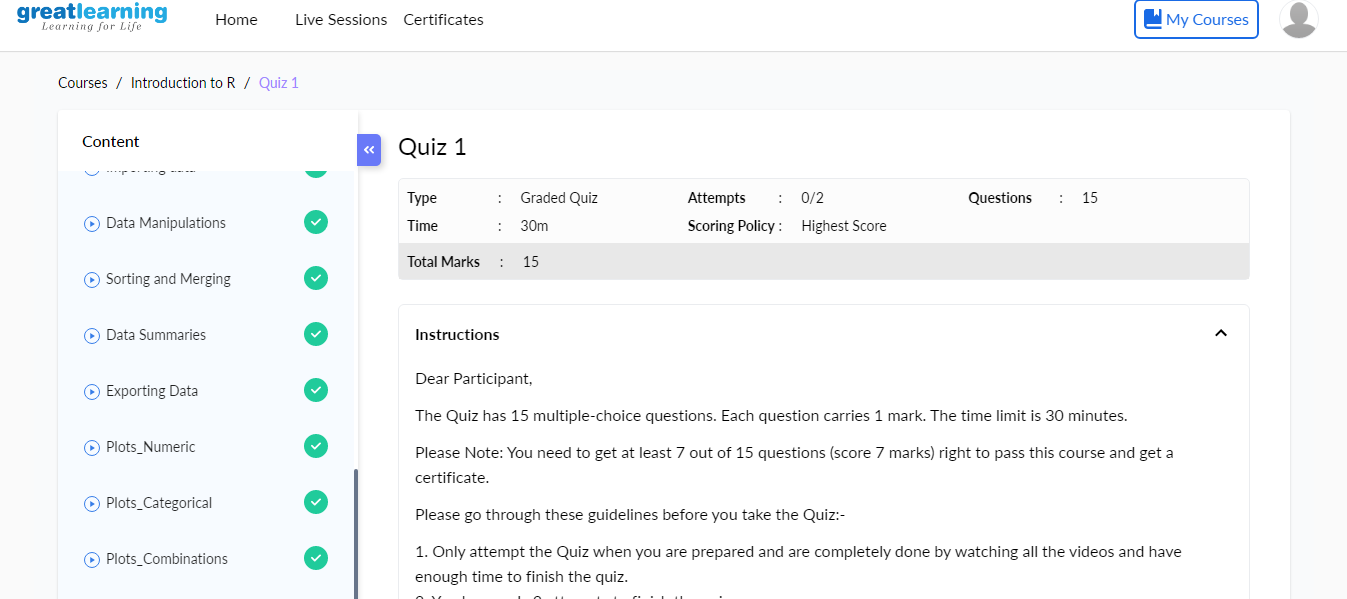 greatlearning
Learning for Life
Home Live Sessions Certificates
My Courses
Courses / Introduction to R / Quiz 1
Content
Importing data
Data Manipulations
Sorting and Merging
Data Summaries
Exporting Data
Plots_Numeric
Plots_Categorical
Plots_Combinations
Quiz 1
Type : Graded Quiz Attempts : 0/2 Questions : 15
Time : 30m Scoring Policy : Highest Score
Total Marks : 15
Instructions
Dear Participant,
The Quiz has 15 multiple-choice questions. Each question carries 1 mark. The time limit is 30 minutes.
Please Note: You need to get at least 7 out of 15 questions (score 7 marks) right to pass this course and get a
certificate.
Please go through these guidelines before you take the Quiz:-
1. Only attempt the Quiz when you are prepared and are completely done by watching all the videos and have
enough time to finish the quiz.